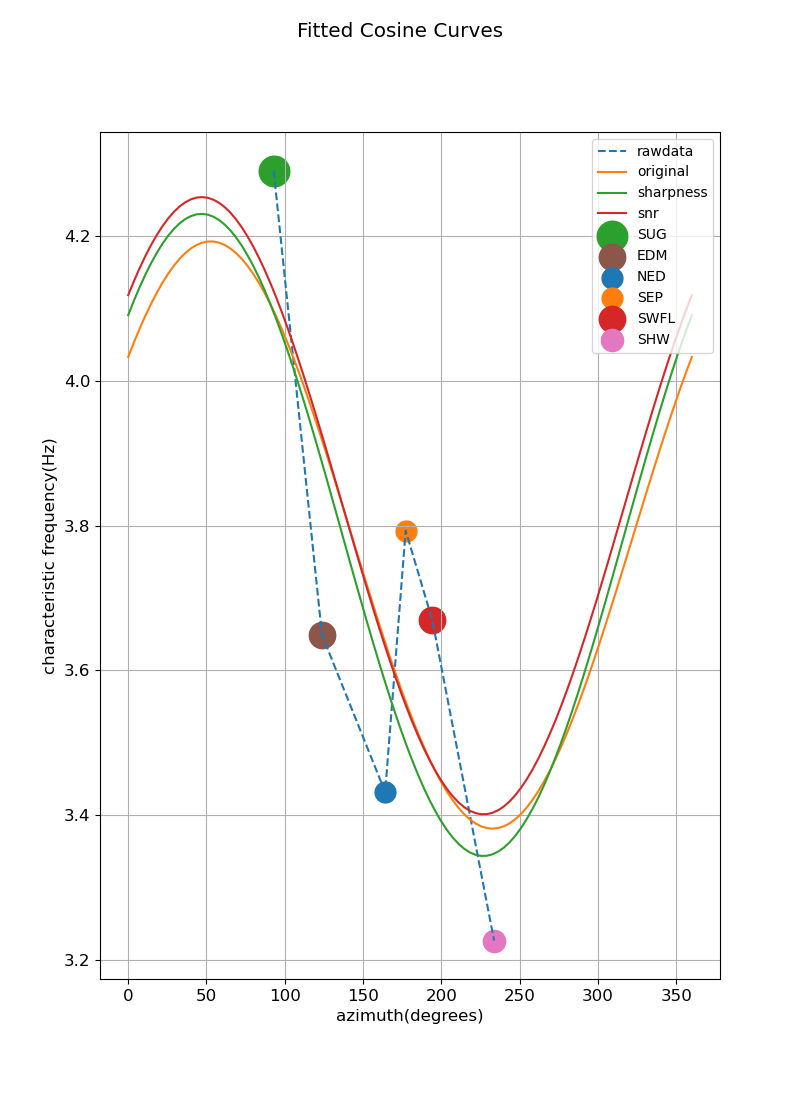 Fitted Cosine Curves
rawdata
original
sharpness
snr
SUG
EDM
NED
SEP
SWFL
SHW
characteristic frequency(Hz)
4.2
4.0
3.8
3.6
3.4
3.2
0 50 100 150 200 250 300 350
azimuth(degrees)